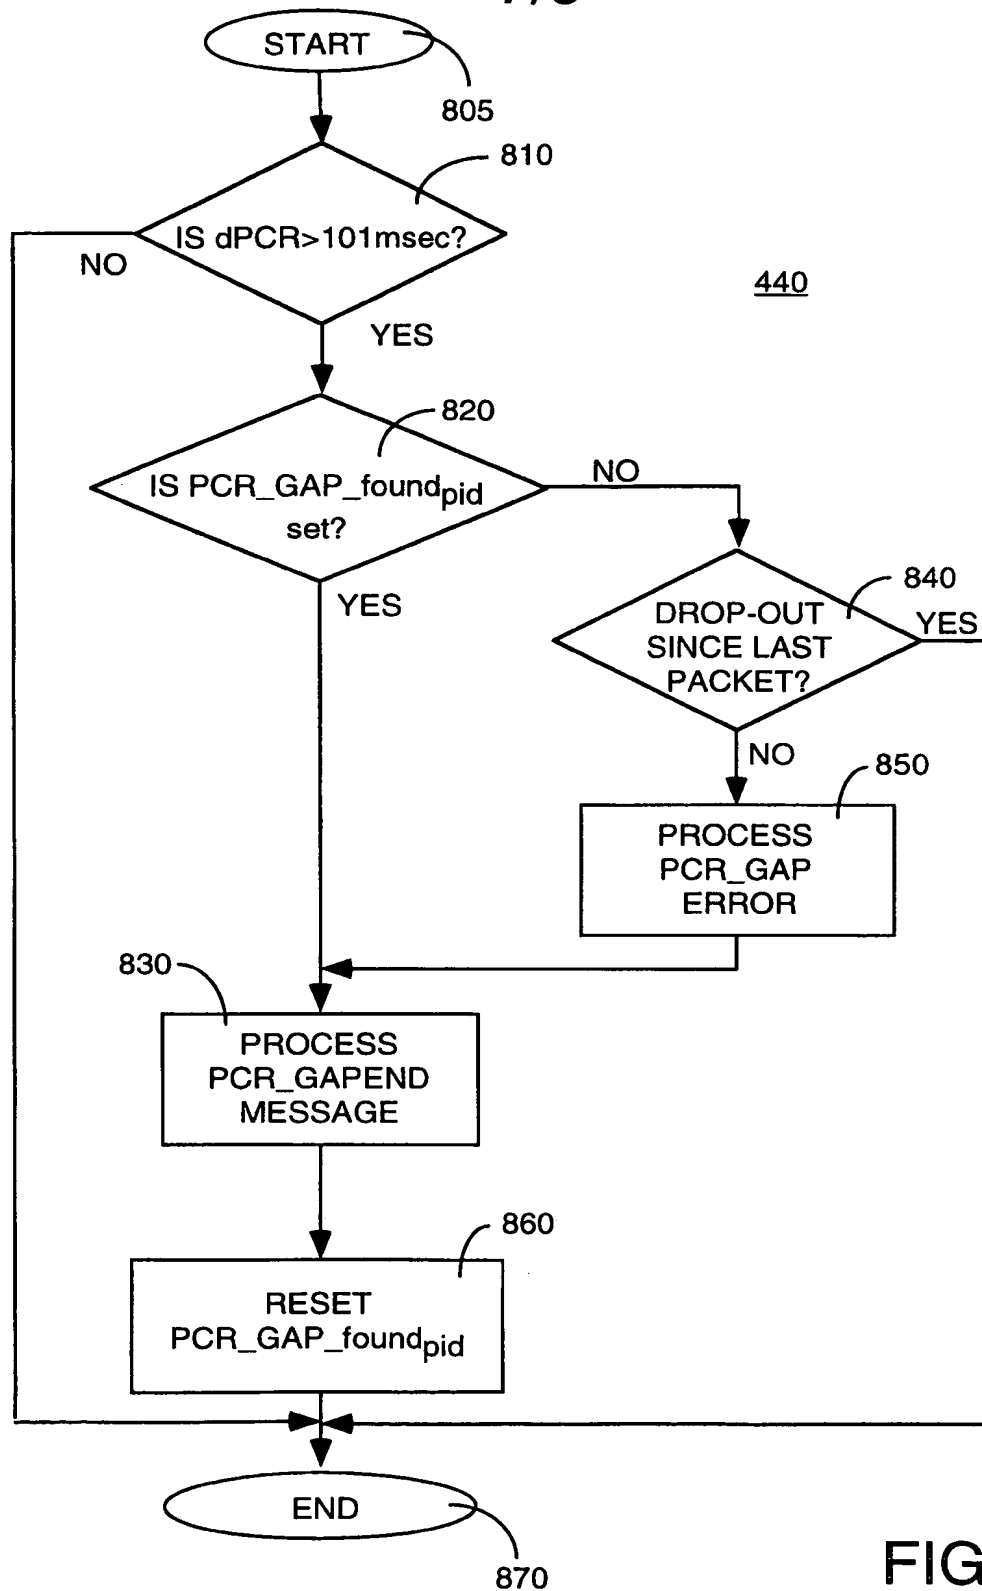 START
805
810
IS dPCR>101msec?
NO
440
YES
820
IS PCR_GAP_foundpid
set?
NO
840
YES
DROP-OUT
SINCE LAST
PACKET?
YES
NO
850
PROCESS
PCR_GAP
ERROR
830
PROCESS
PCR_GAPEND
MESSAGE
860
RESET
PCR_GAP_foundpid
END
870
FIG